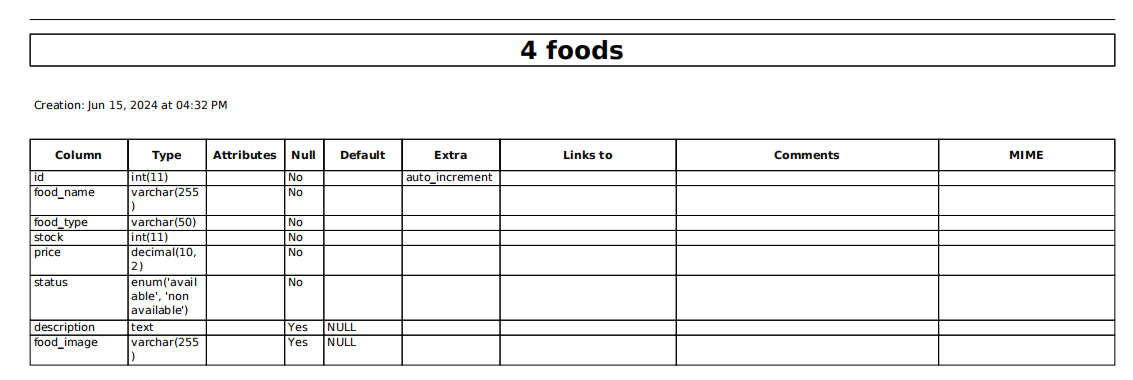 4 foods
Creation: Jun 15, 2024 at 04:32 PM
Column Type Attributes Null Default Extra Links to Comments MIME
id int(11) No auto_increment
food_name varchar(255
) No
food_type varchar(50) No
stock int(11) No
price decimal(10,
2) No
status enum('avail
able', 'non
available') No
description text Yes NULL
food_image varchar(255
) Yes NULL